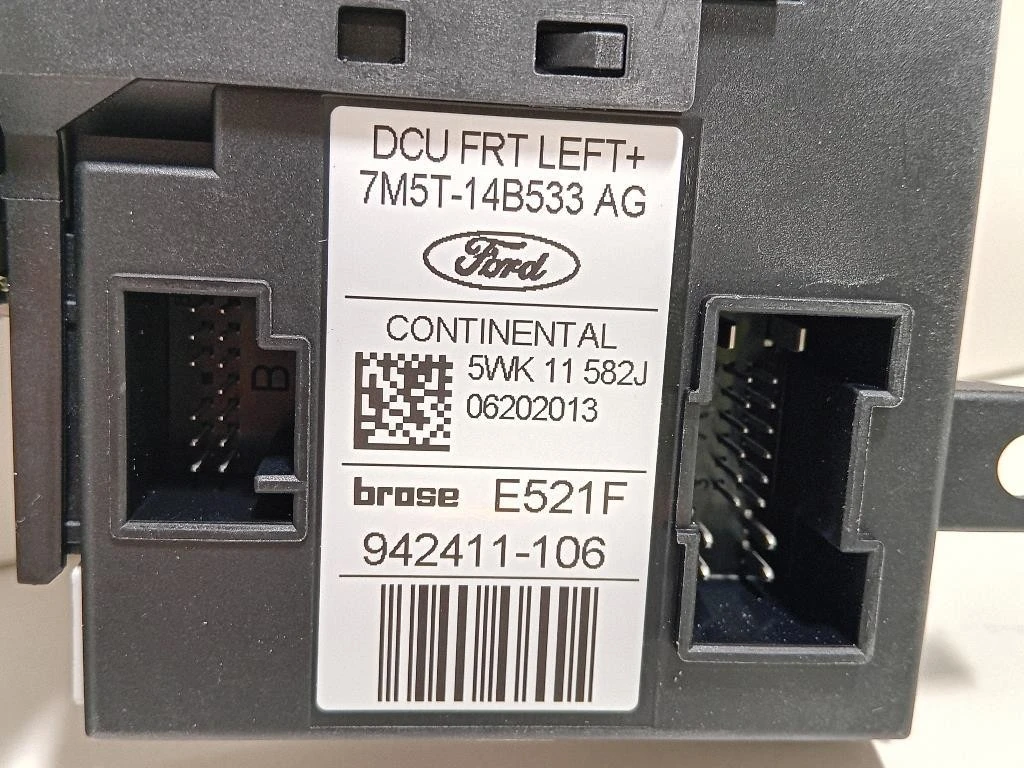 DCU FRT LEFT+
7M5T-14B533 AG
Ford
CONTINENTAL
5WK 11 582J
06202013
brose E521F
942411-106
B